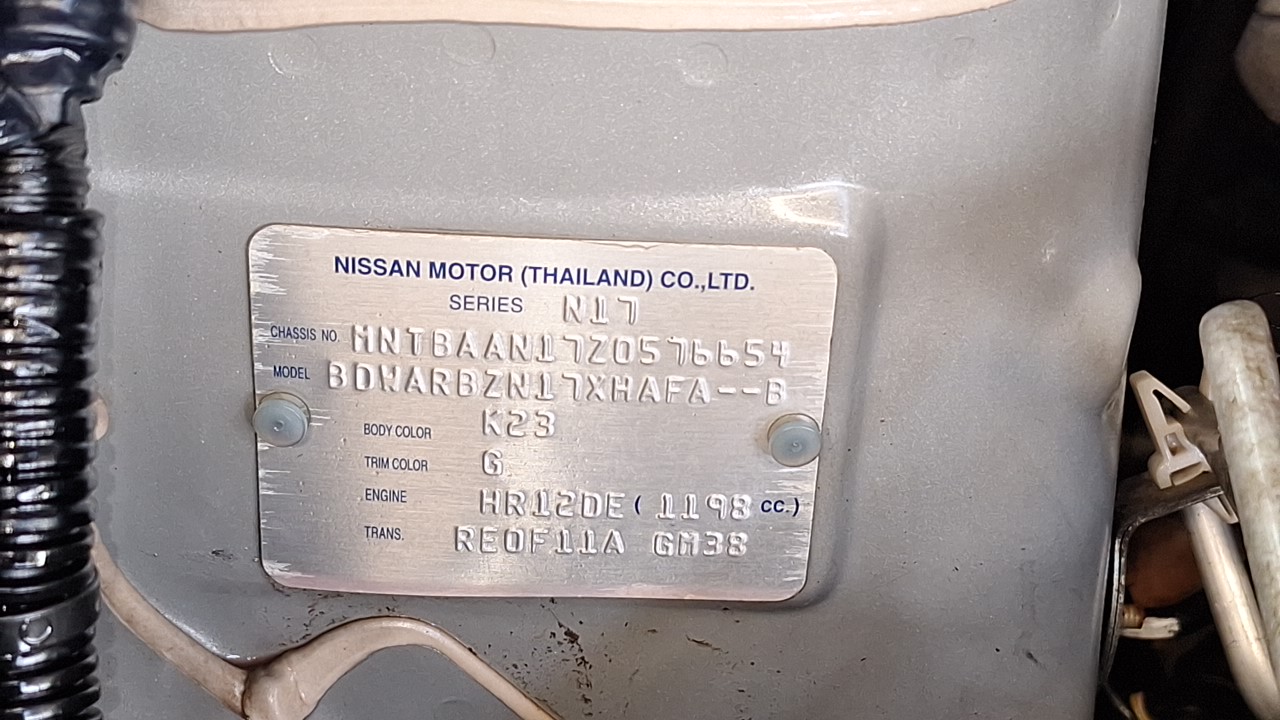 NISSAN MOTOR (THAILAND) CO.,LTD.
SERIES N17
CHASSIS NO. MNTBAAN17Z0576654
MODEL BDWARBZN17XHAFA--B
BODY COLOR K23
TRIM COLOR G
ENGINE HR12DE ( 1198 CC.)
TRANS. RE0F11A GM38